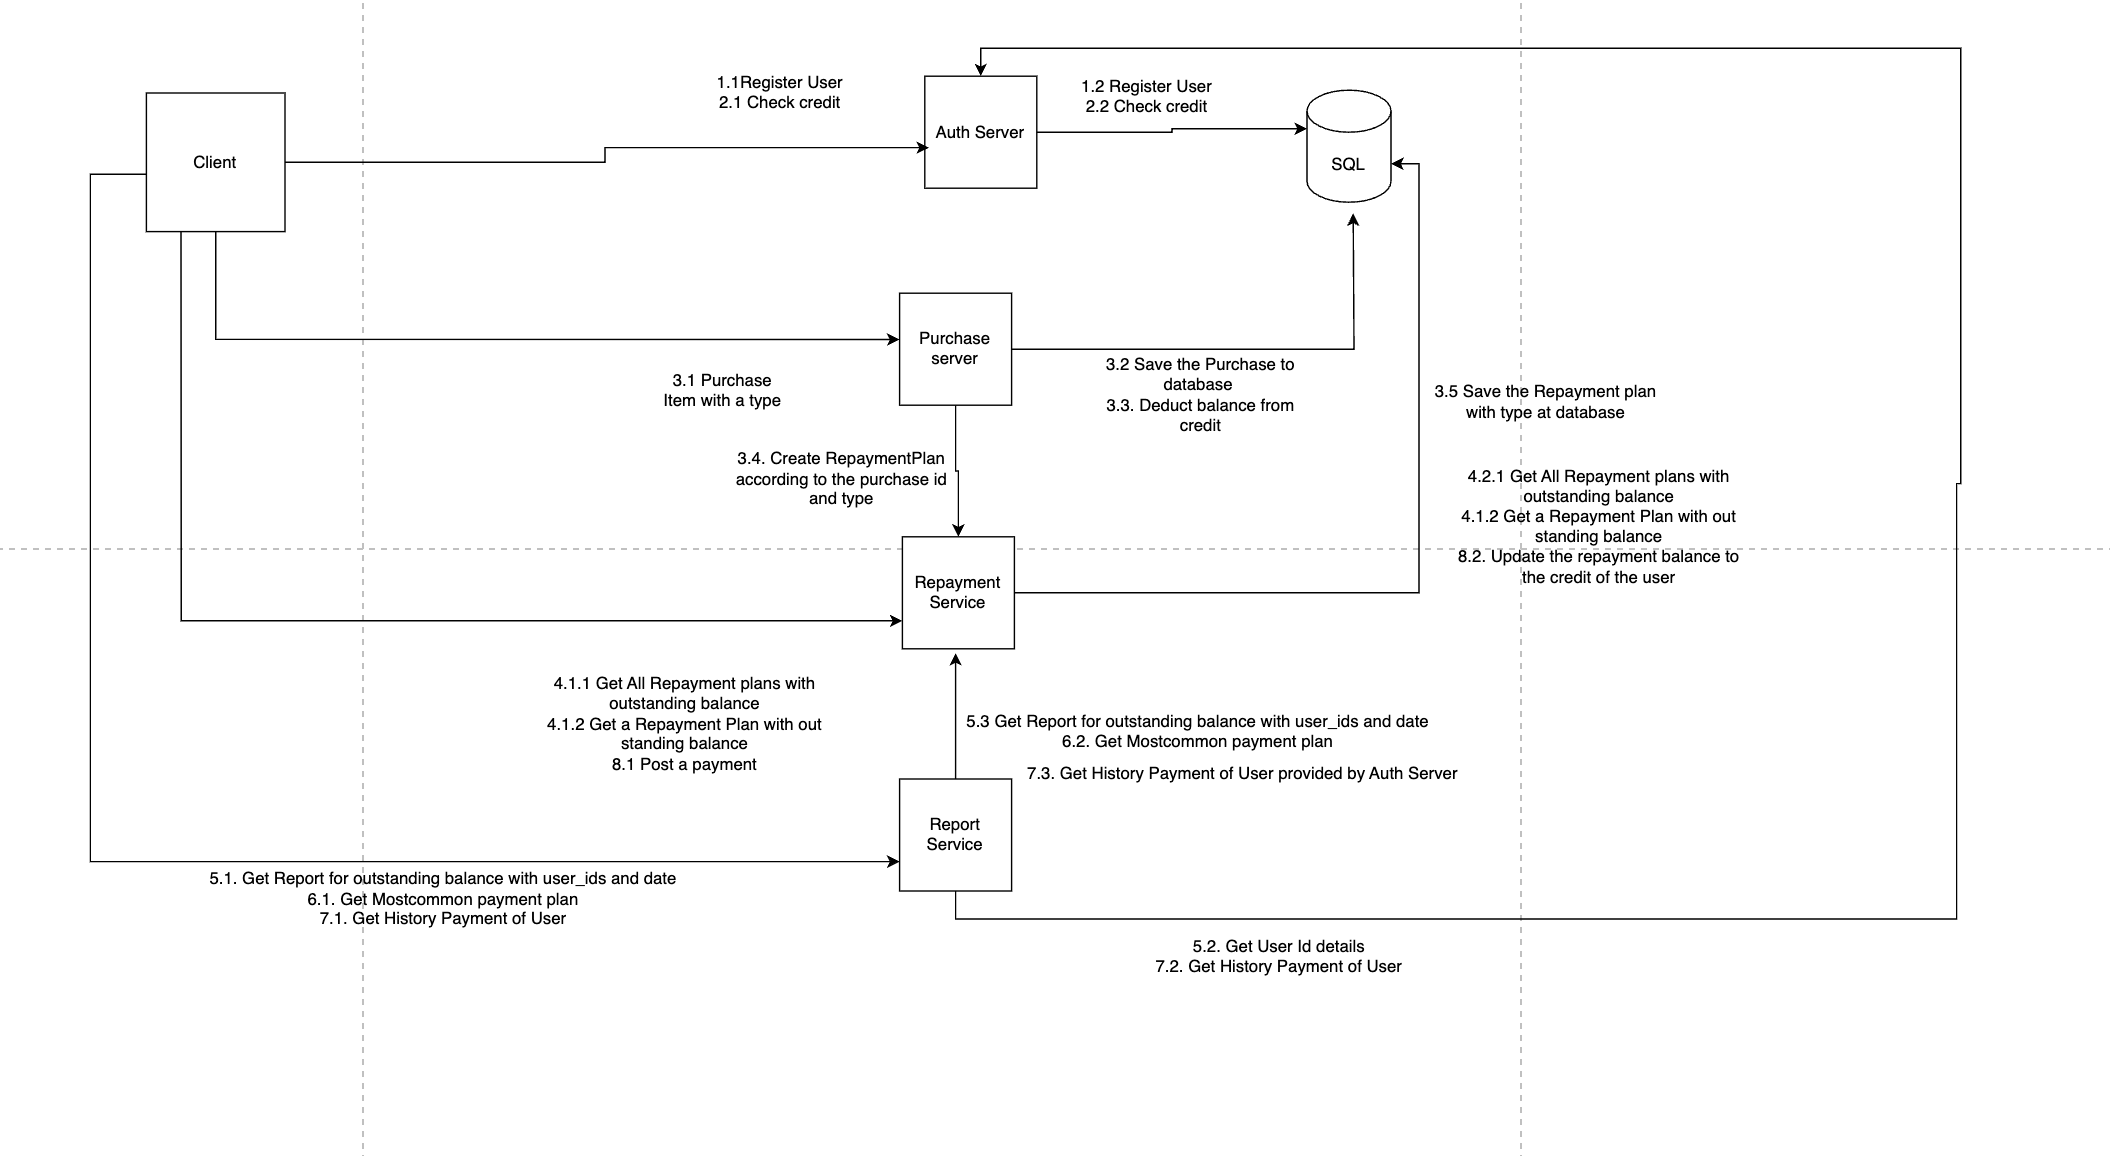 1.1Register User
2.1 Check credit
1.2 Register User
2.2 Check credit
Client
Auth Server
SQL
Purchase
server
3.1 Purchase
Item with a type
3.2 Save the Purchase to
database
3.3. Deduct balance from
credit
3.5 Save the Repayment plan
with type at database
3.4. Create RepaymentPlan
according to the purchase id
and type
4.2.1 Get All Repayment plans with
outstanding balance
4.1.2 Get a Repayment Plan with out
standing balance
8.2. Update the repayment balance to
the credit of the user
Repayment
Service
4.1.1 Get All Repayment plans with
outstanding balance
4.1.2 Get a Repayment Plan with out
standing balance
8.1 Post a payment
5.3 Get Report for outstanding balance with user_ids and date
6.2. Get Mostcommon payment plan
7.3. Get History Payment of User provided by Auth Server
Report
Service
5.1. Get Report for outstanding balance with user_ids and date
6.1. Get Mostcommon payment plan
7.1. Get History Payment of User
5.2. Get User Id details
7.2. Get History Payment of User